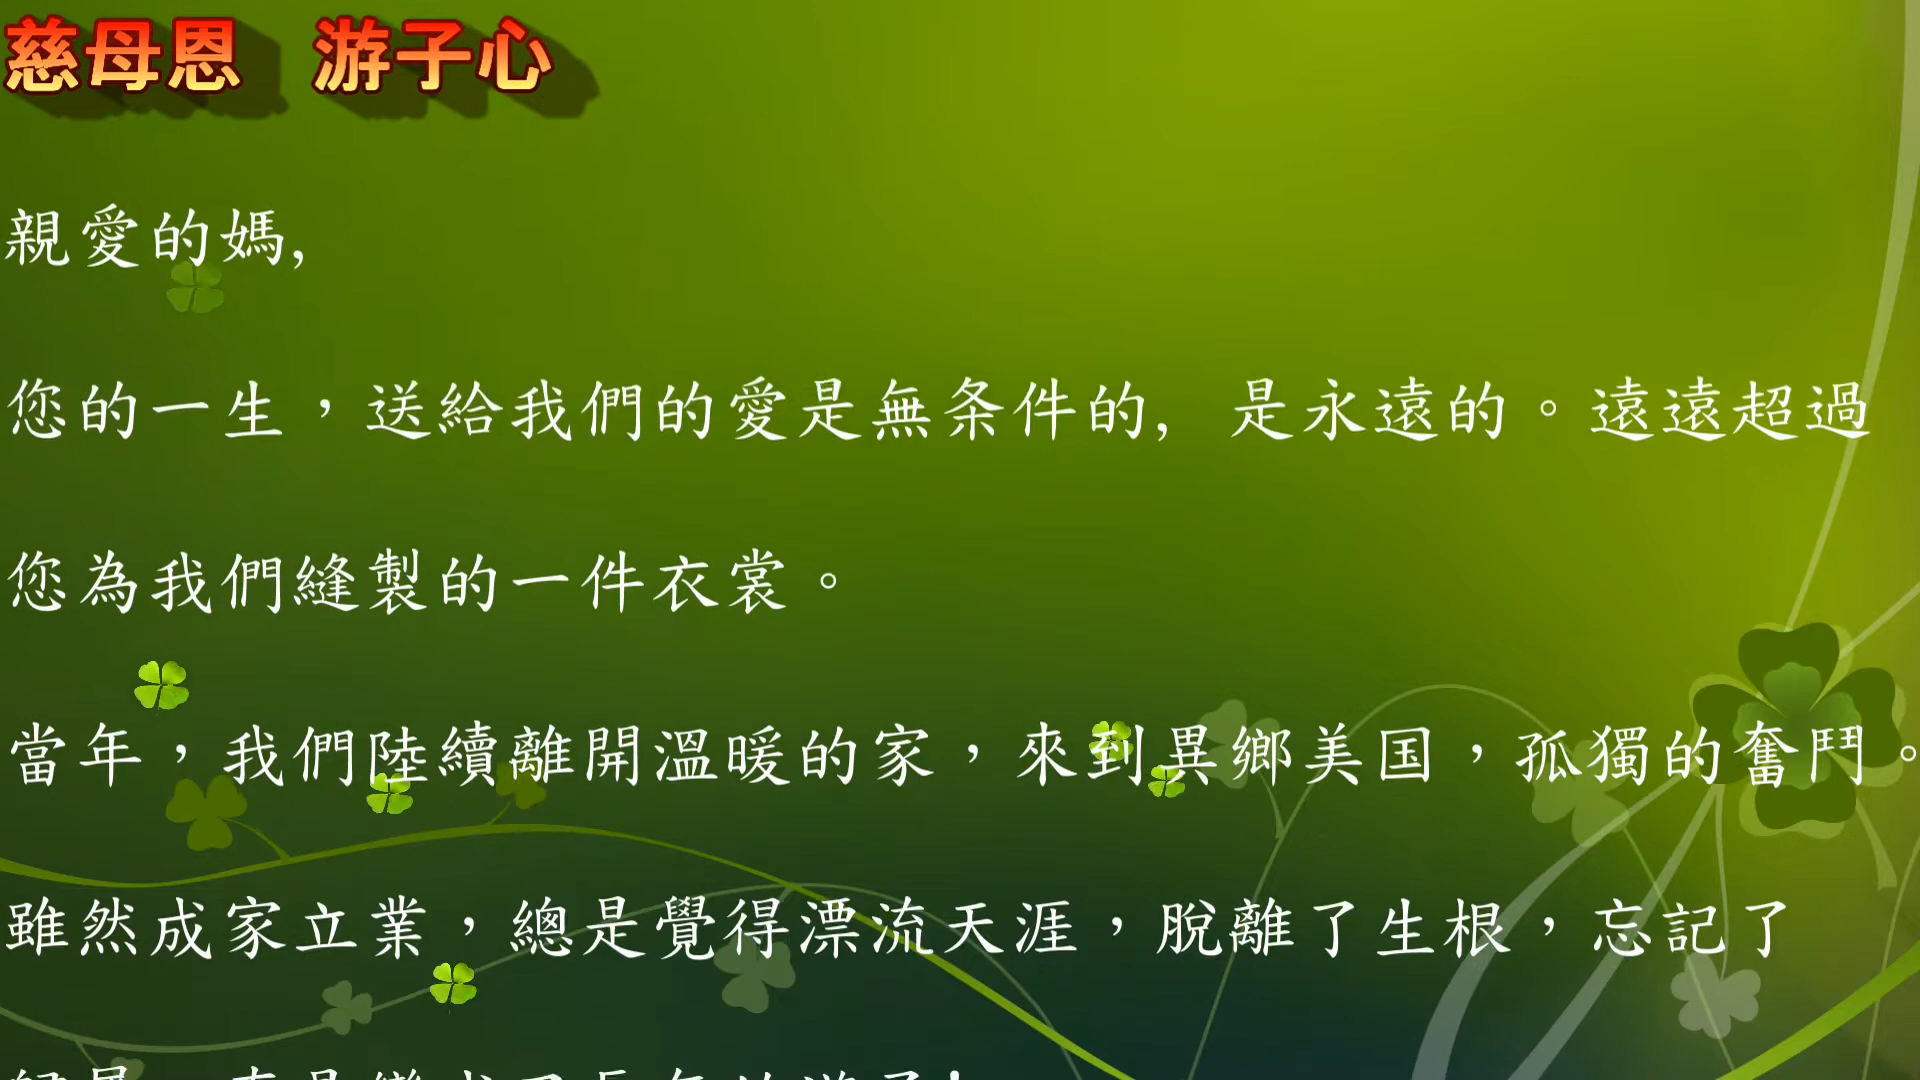 慈母恩　游子心
親愛的媽,
您的一生，送給我們的愛是無条件的, 是永遠的。遠遠超過
您為我們縫製的一件衣裳。
當年，我們陸續離開溫暖的家，來到異鄉美国，孤獨的奮鬥。
雖然成家立業，總是覺得漂流天涯，脫離了生根，忘記了